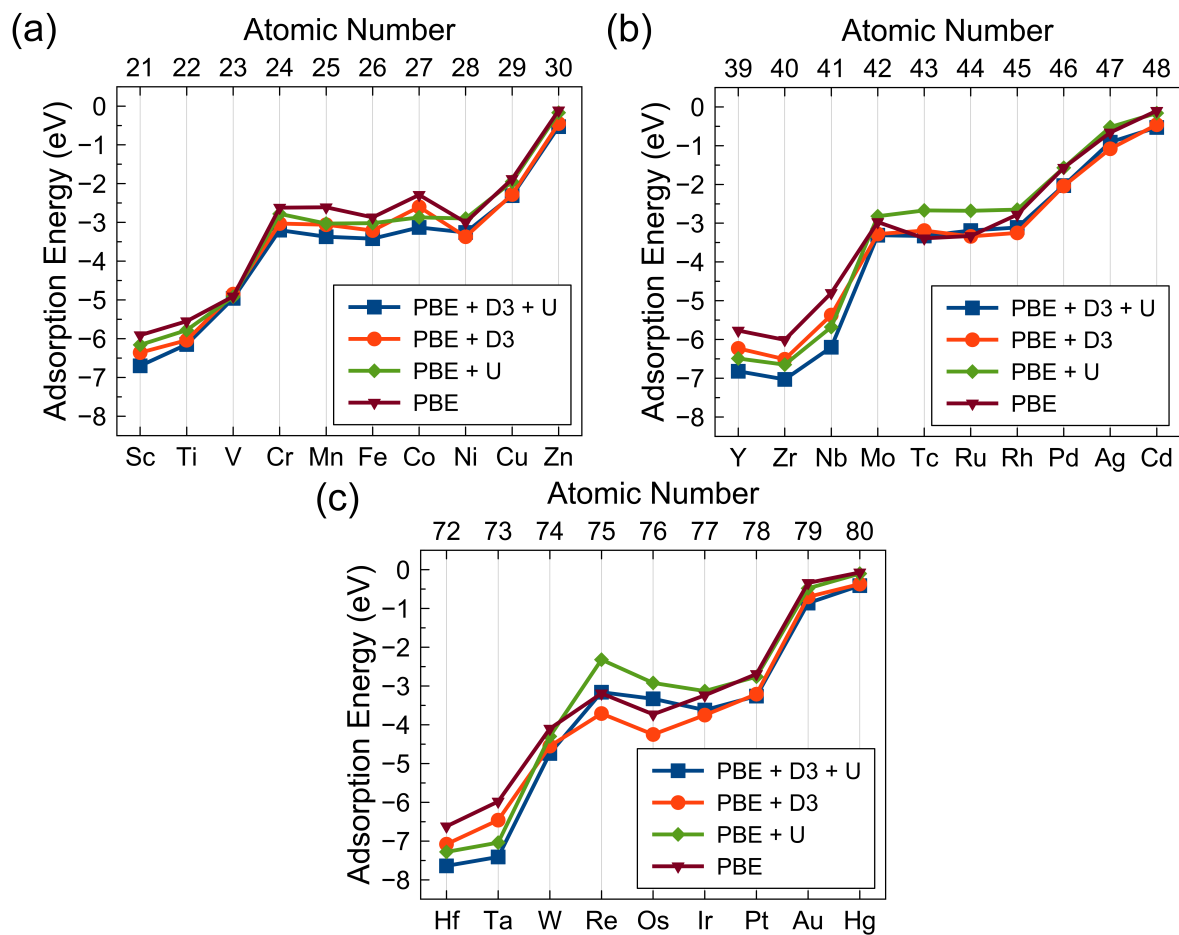 (a)
Atomic Number
21 22 23 24 25 26 27 28 29 30
Adsorption Energy (eV)
0
−1
−2
−3
−4
−5
−6
−7
−8
PBE + D3 + U
PBE + D3
PBE + U
PBE
Sc Ti V Cr Mn Fe Co Ni Cu Zn
(b)
Atomic Number
39 40 41 42 43 44 45 46 47 48
Adsorption Energy (eV)
0
−1
−2
−3
−4
−5
−6
−7
−8
PBE + D3 + U
PBE + D3
PBE + U
PBE
Y Zr Nb Mo Tc Ru Rh Pd Ag Cd
(c)
Atomic Number
72 73 74 75 76 77 78 79 80
Adsorption Energy (eV)
0
−1
−2
−3
−4
−5
−6
−7
−8
PBE + D3 + U
PBE + D3
PBE + U
PBE
Hf Ta W Re Os Ir Pt Au Hg